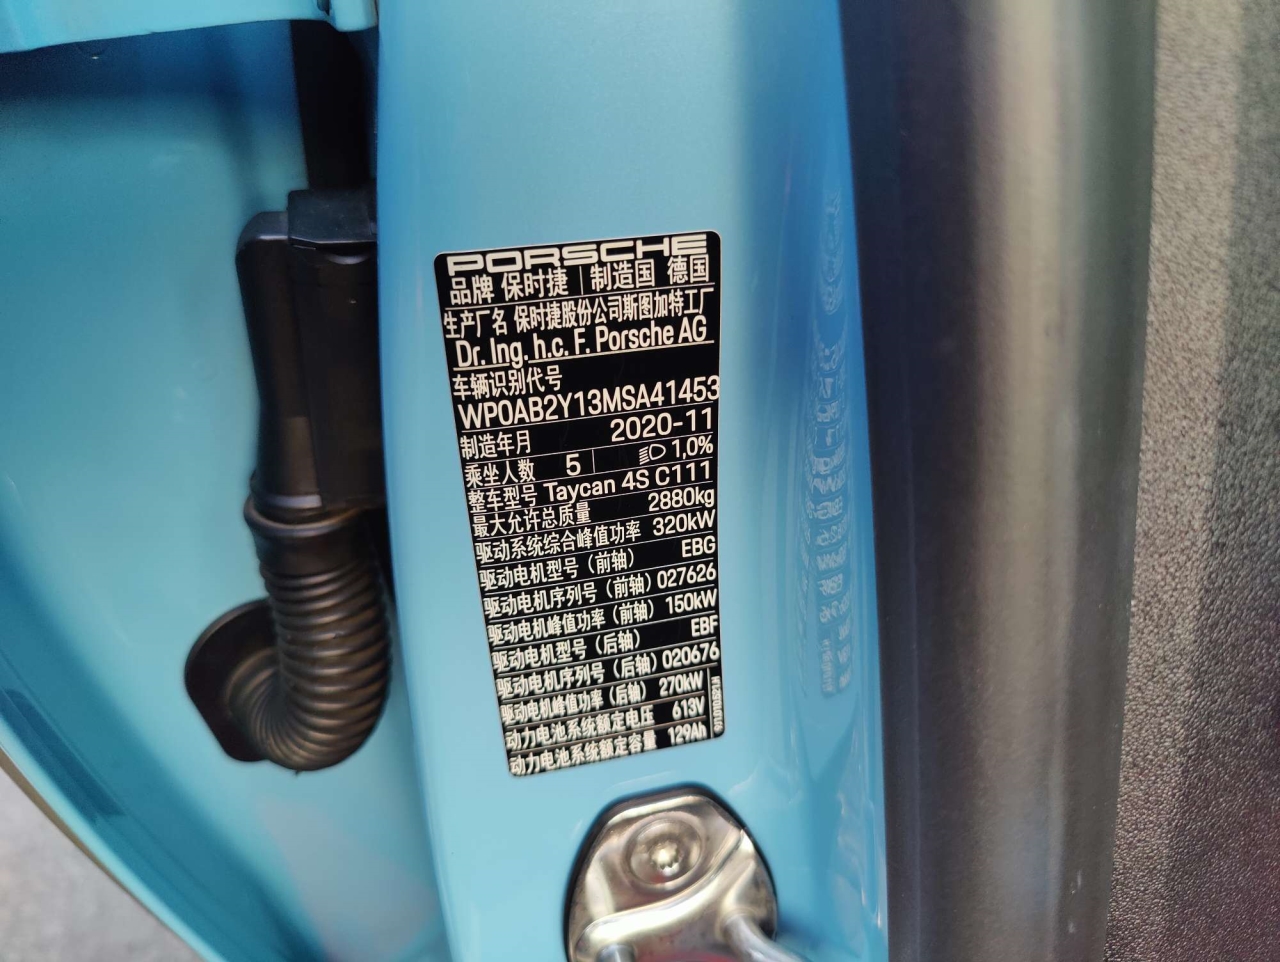 PORSCHE
品牌 保时捷 制造国 德国
生产厂名 保时捷股份公司斯图加特工厂
Dr. Ing. h.c. F. Porsche AG
车辆识别代号
WP0AB2Y13MSA41453
制造年月 2020-11
乘坐人数 5 1,0%
整车型号 Taycan 4S C111
最大允许总质量 2880kg
驱动系统综合峰值功率 320kW
驱动电机型号（前轴） EBG
驱动电机序列号（前轴）027626
驱动电机峰值功率（前轴）150kW
驱动电机型号（后轴） EBF
驱动电机序列号（后轴）020676
驱动电机峰值功率（后轴） 270kW
动力电池系统额定电压 613V
动力电池系统额定容量 129Ah